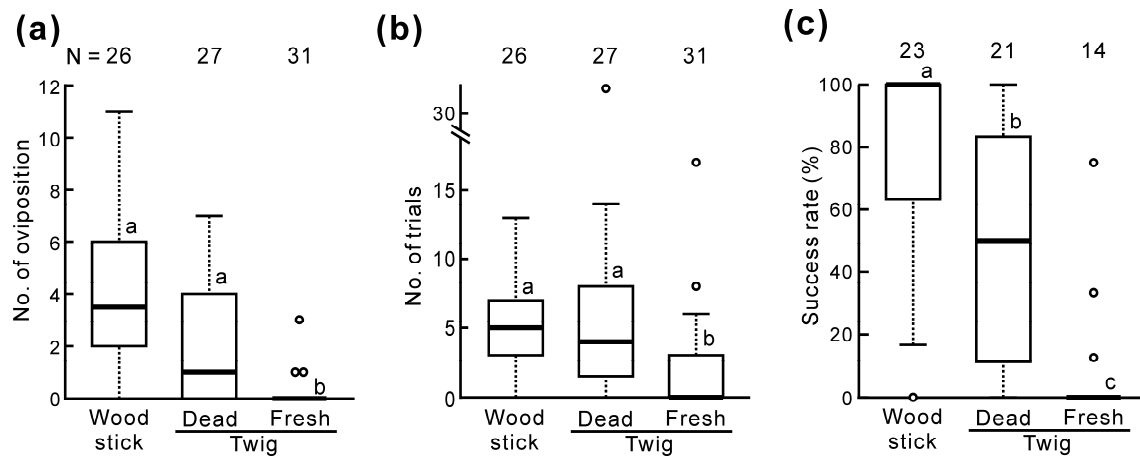 (a)
N = 26 27 31
No. of oviposition
12
10
8
6
4
2
0
a
a
b
Wood stick
Dead
Fresh
Twig
(b)
26 27 31
No. of trials
30
15
10
5
0
a
a
b
Wood stick
Dead
Fresh
Twig
(c)
23 21 14
Success rate (%)
100
80
60
40
20
0
a
b
c
Wood stick
Dead
Fresh
Twig